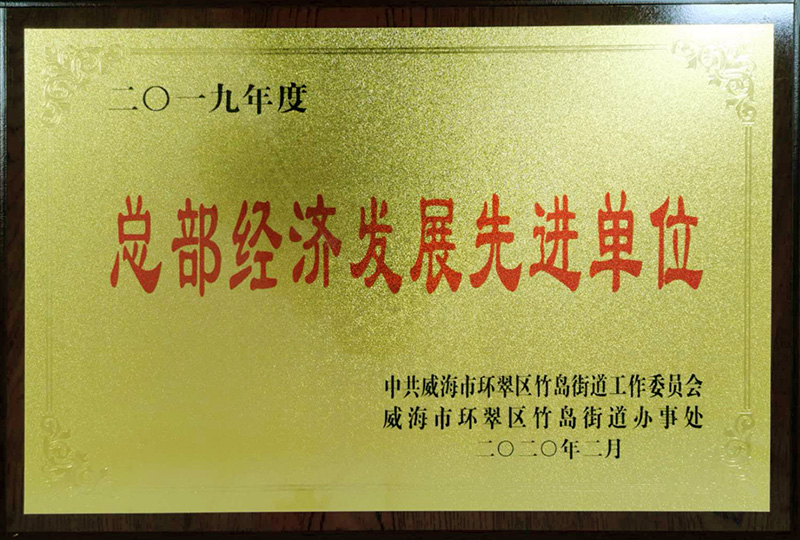 二〇一九年度
总部经济发展先进单位
中共威海市环翠区竹岛街道工作委员会
威海市环翠区竹岛街道办事处
二〇二〇年二月